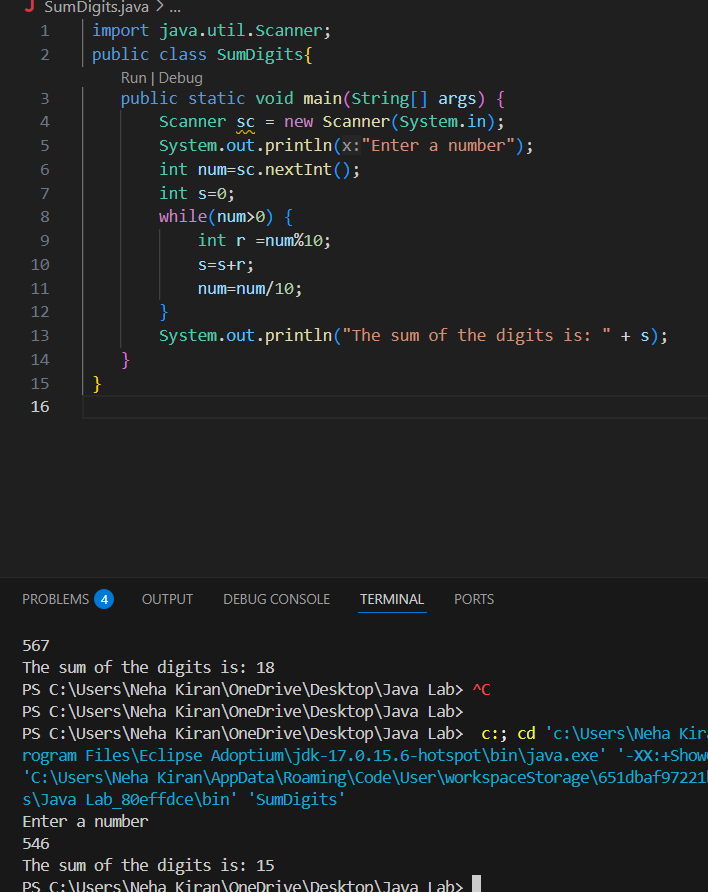 SumDigits.java > ...
1 import java.util.Scanner;
2 public class SumDigits{
Run | Debug
3 public static void main(String[] args) {
4 Scanner sc = new Scanner(System.in);
5 System.out.println(x:"Enter a number");
6 int num=sc.nextInt();
7 int s=0;
8 while(num>0) {
9 int r =num%10;
10 s=s+r;
11 num=num/10;
12 }
13 System.out.println("The sum of the digits is: " + s);
14 }
15 }
16
PROBLEMS 4 OUTPUT DEBUG CONSOLE TERMINAL PORTS
567
The sum of the digits is: 18
PS C:\Users\Neha Kiran\OneDrive\Desktop\Java Lab> ^C
PS C:\Users\Neha Kiran\OneDrive\Desktop\Java Lab>
PS C:\Users\Neha Kiran\OneDrive\Desktop\Java Lab> c:; cd 'c:\Users\Neha Kir
rogram Files\Eclipse Adoptium\jdk-17.0.15.6-hotspot\bin\java.exe' '-XX:+Show
'C:\Users\Neha Kiran\AppData\Roaming\Code\User\workspaceStorage\651dbaf97221
s\Java Lab_80effdce\bin' 'SumDigits'
Enter a number
546
The sum of the digits is: 15
PS C:\Users\Neha Kiran\OneDrive\Desktop\Java Lab>